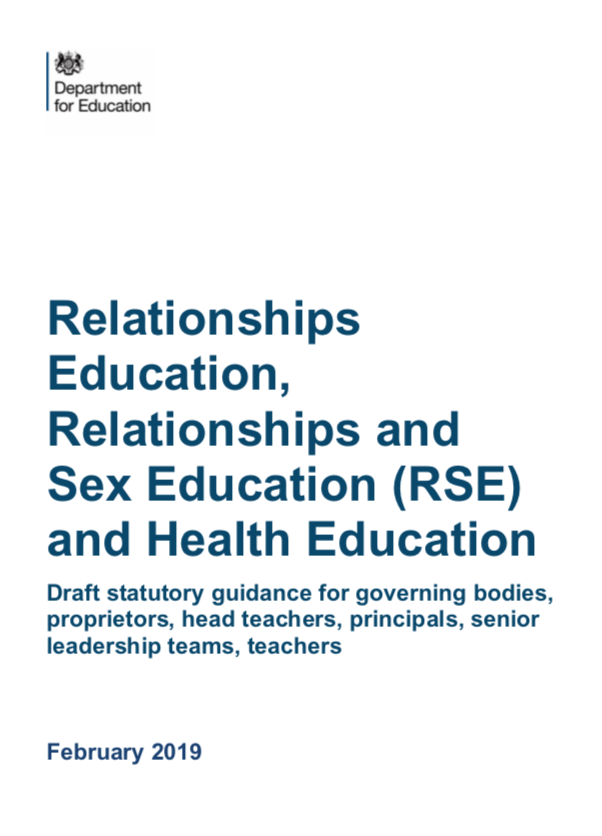 Department
for Education
Relationships
Education,
Relationships and
Sex Education (RSE)
and Health Education
Draft statutory guidance for governing bodies,
proprietors, head teachers, principals, senior
leadership teams, teachers
February 2019